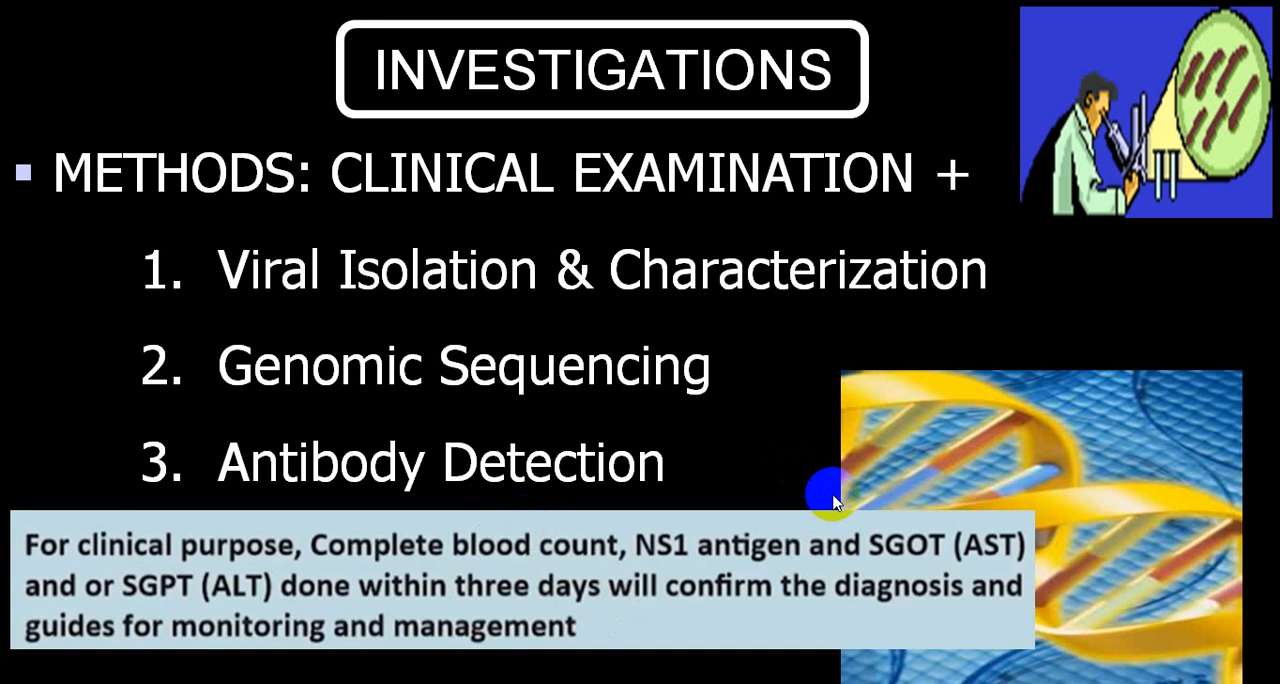 INVESTIGATIONS
▪ METHODS: CLINICAL EXAMINATION +
1. Viral Isolation & Characterization
2. Genomic Sequencing
3. Antibody Detection
For clinical purpose, Complete blood count, NS1 antigen and SGOT (AST)
and or SGPT (ALT) done within three days will confirm the diagnosis and
guides for monitoring and management